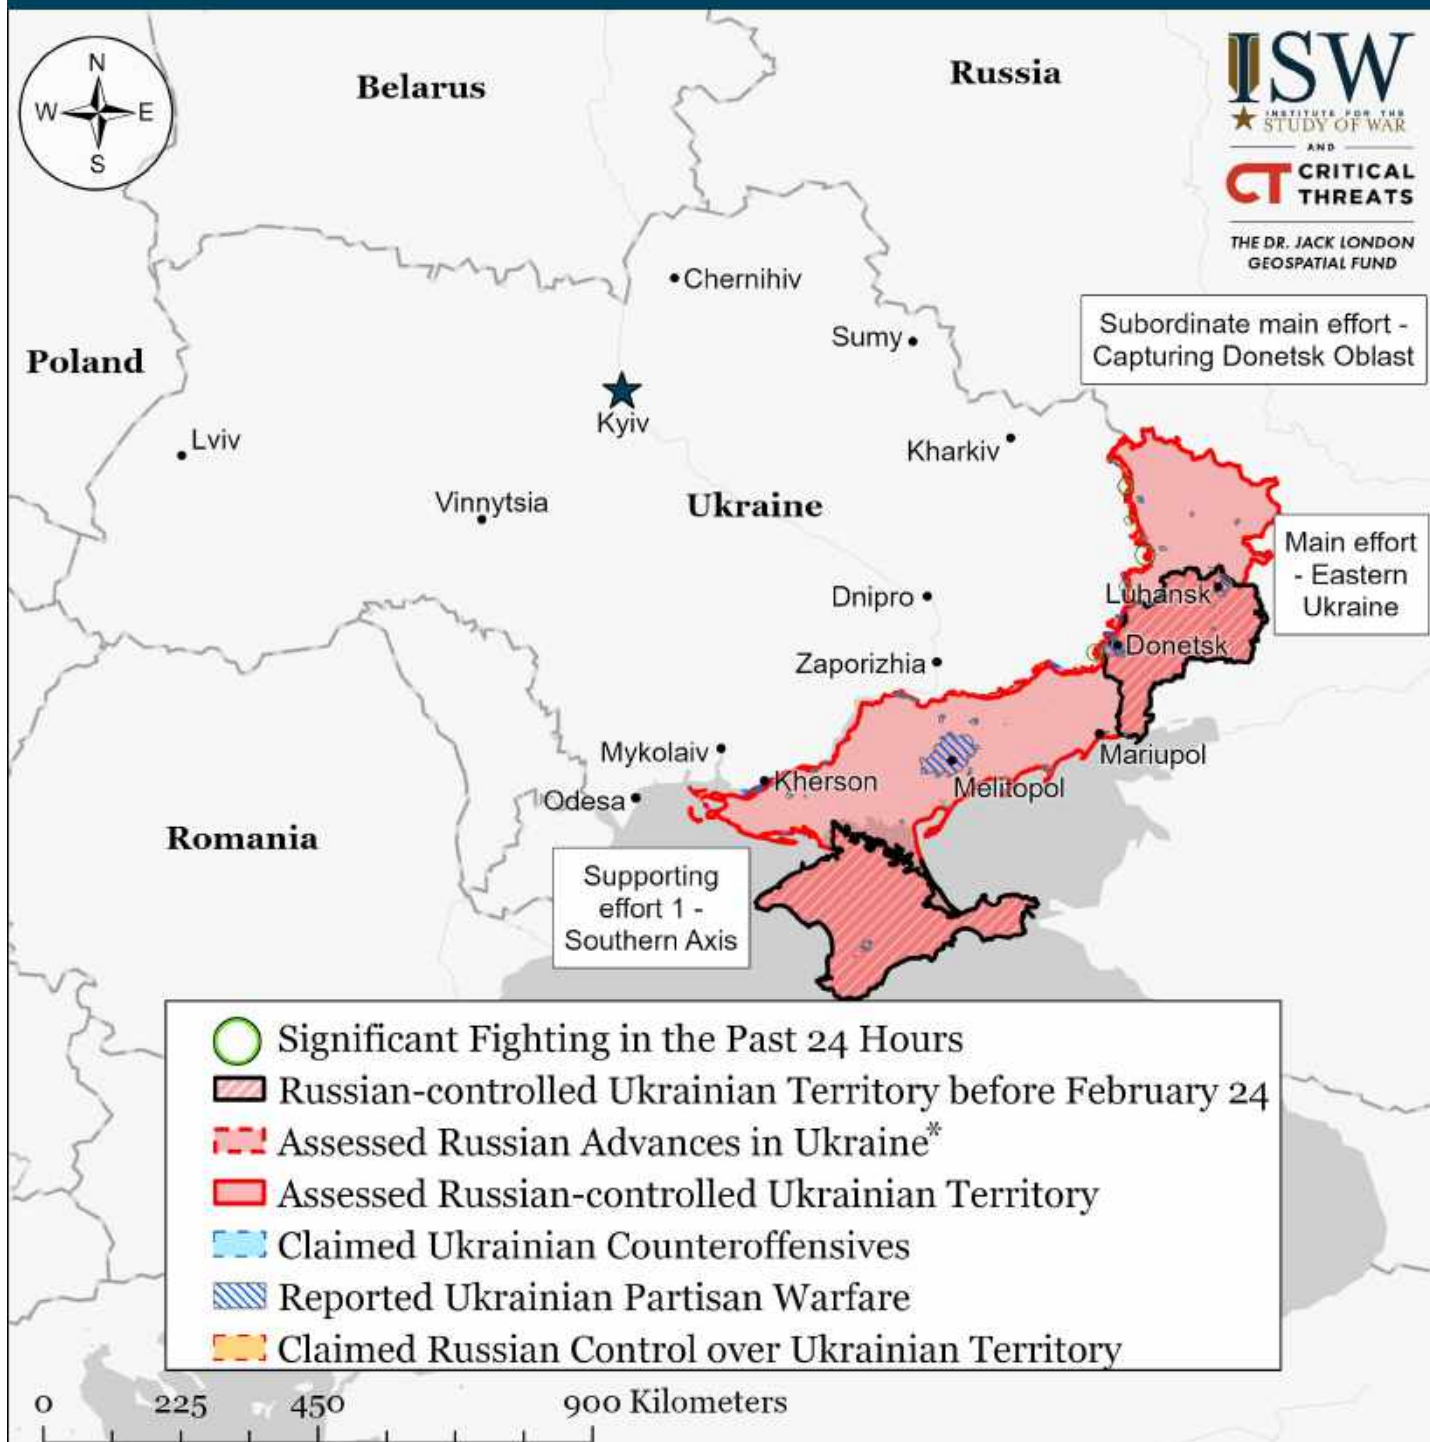 N
W
E
S
Belarus
Russia
ISW
INSTITUTE FOR THE
STUDY OF WAR
AND
CT CRITICAL
THREATS
THE DR. JACK LONDON
GEOSPATIAL FUND
Chernihiv
Subordinate main effort -
Capturing Donetsk Oblast
Sumy
Poland
Kyiv
Lviv
Kharkiv
Vinnytsia
Ukraine
Main effort
- Eastern
Ukraine
Dnipro
Luhansk
Donetsk
Zaporizhia
Mykolaiv
Mariupol
Kherson
Melitopol
Odesa
Romania
Supporting
effort 1 -
Southern Axis
Significant Fighting in the Past 24 Hours
Russian-controlled Ukrainian Territory before February 24
Assessed Russian Advances in Ukraine*
Assessed Russian-controlled Ukrainian Territory
Claimed Ukrainian Counteroffensives
Reported Ukrainian Partisan Warfare
Claimed Russian Control over Ukrainian Territory
0 225 450 900 Kilometers